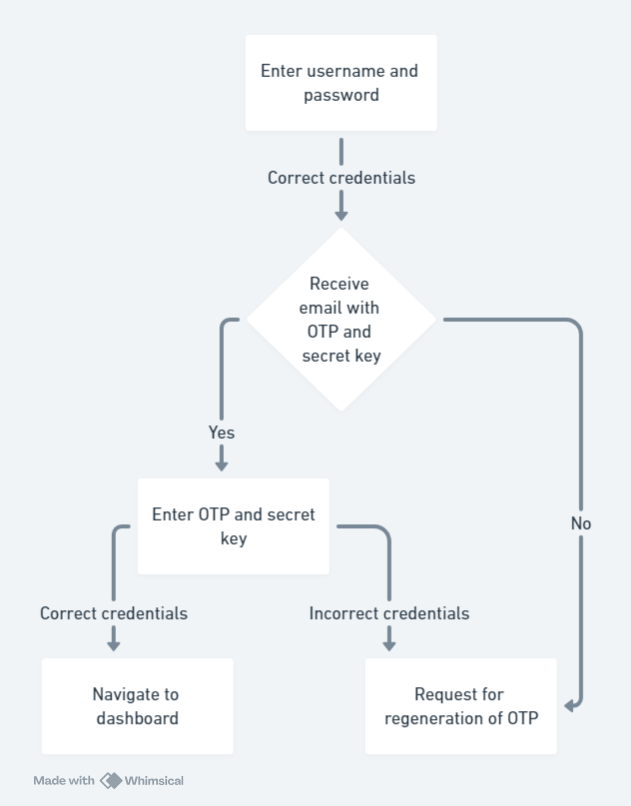 Enter username and
password
Correct credentials
Receive
email with
OTP and
secret key
Yes
Enter OTP and secret
key
No
Correct credentials
Incorrect credentials
Navigate to
dashboard
Request for
regeneration of OTP
Made with Whimsical